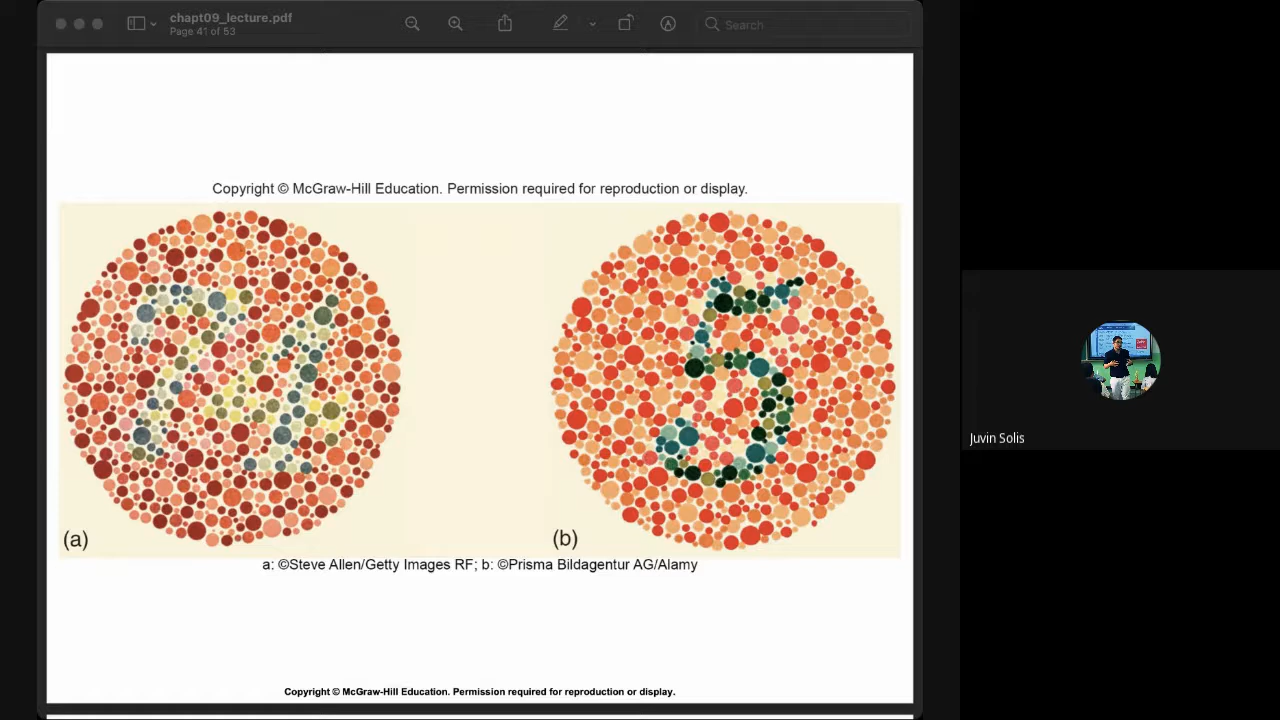 chapt09_lecture.pdf
Page 41 of 53
Search
Copyright © McGraw-Hill Education. Permission required for reproduction or display.
74
5
(a)
(b)
a: ©Steve Allen/Getty Images RF; b: ©Prisma Bildagentur AG/Alamy
Copyright © McGraw-Hill Education. Permission required for reproduction or display.
Juvin Solis